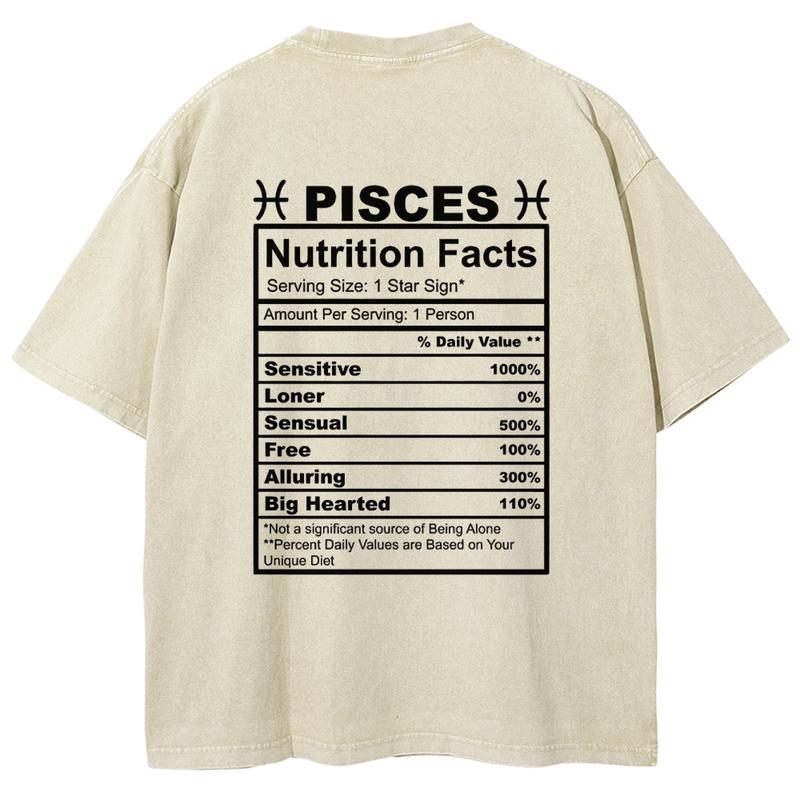 ♓ PISCES ♓
Nutrition Facts
Serving Size: 1 Star Sign*
Amount Per Serving: 1 Person
% Daily Value **
Sensitive 1000%
Loner 0%
Sensual 500%
Free 100%
Alluring 300%
Big Hearted 110%
*Not a significant source of Being Alone
**Percent Daily Values are Based on Your
Unique Diet